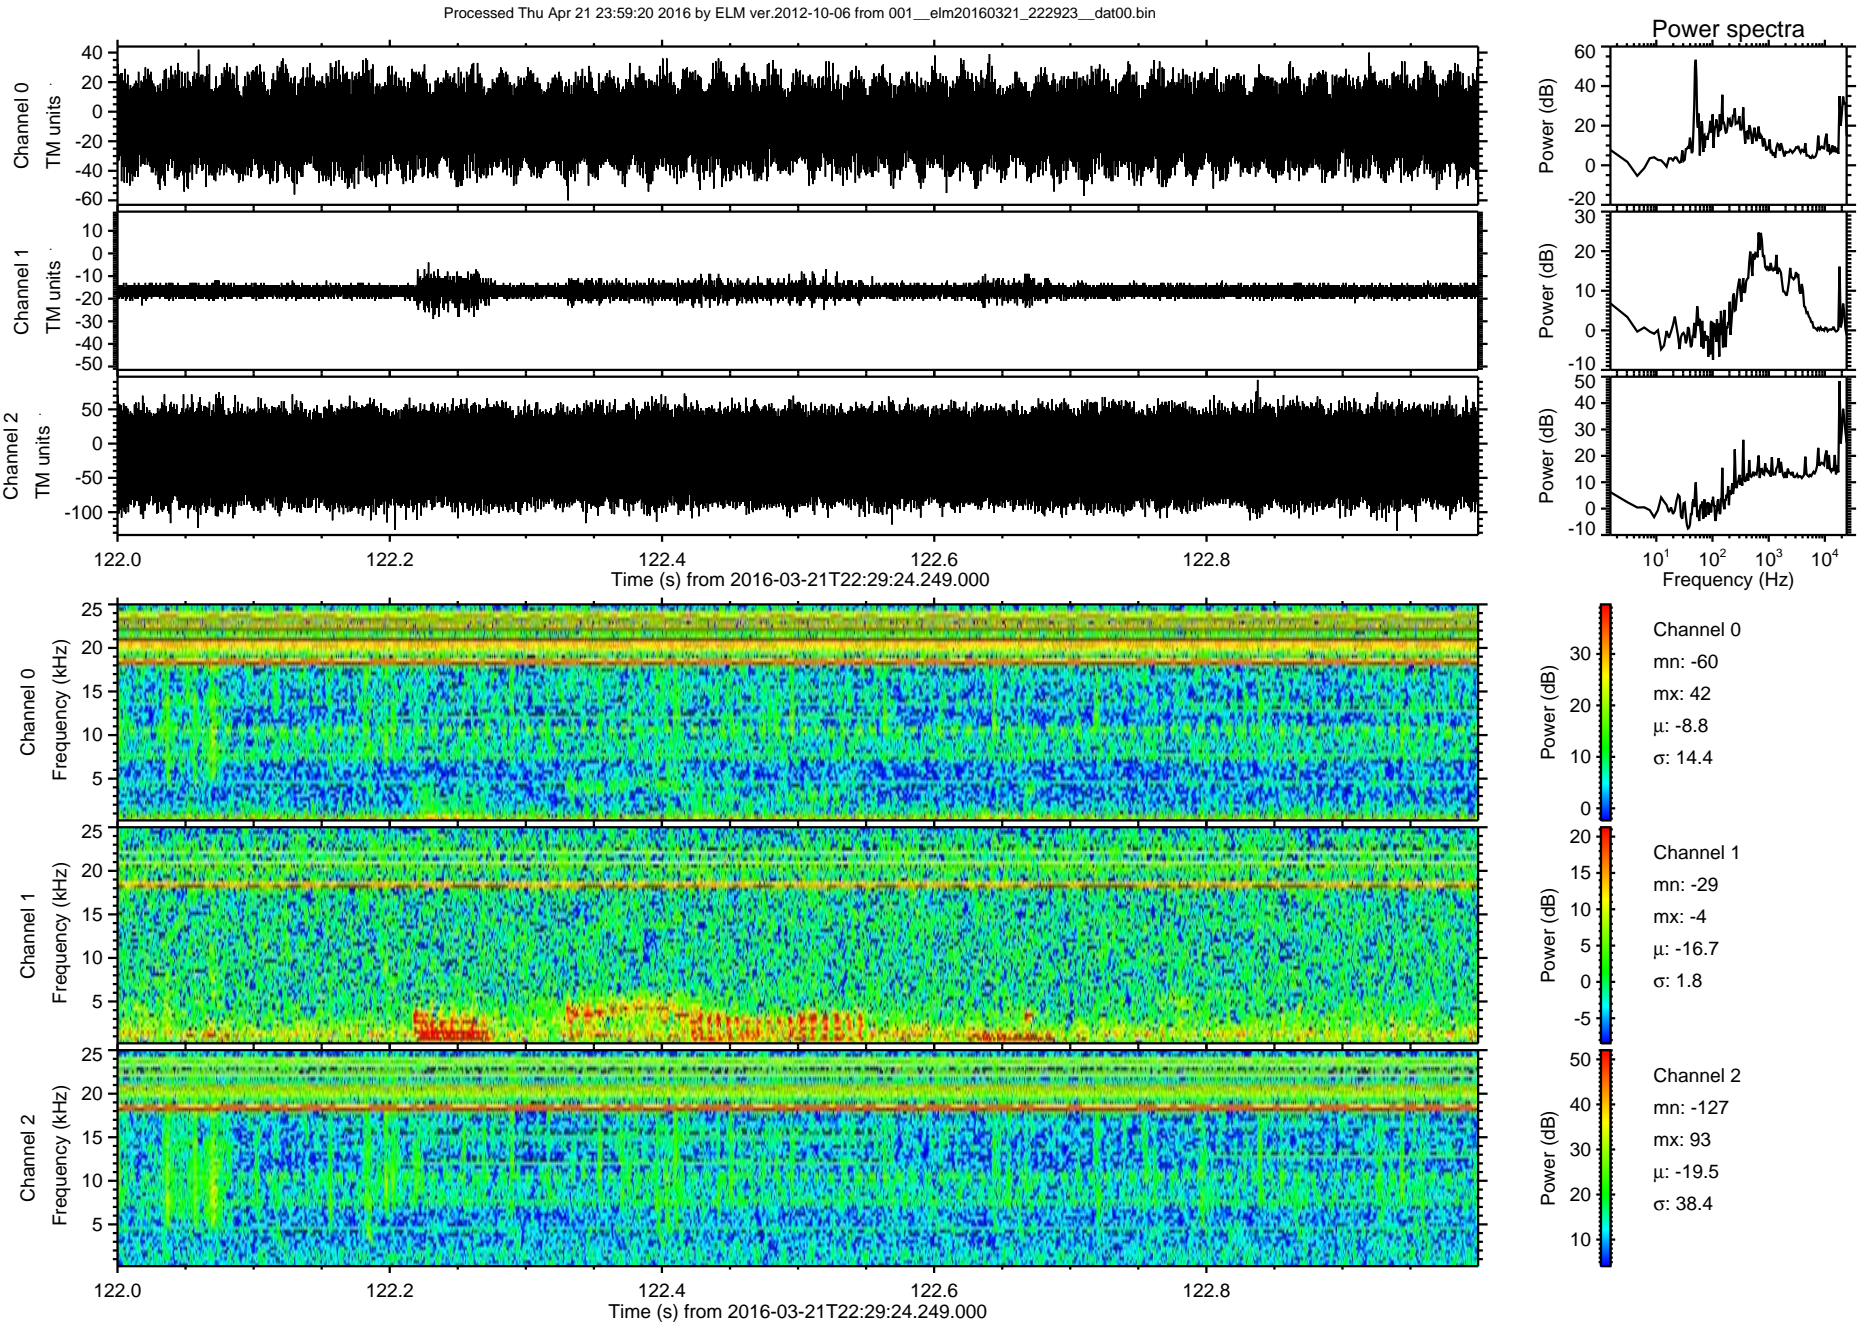 Processed Thu Apr 21 23:59:20 2016 by ELM ver.2012-10-06 from 001__elm20160321_222923__dat00.bin
Power spectra
Channel 0
TM units
40
20
0
-20
-40
-60
Power (dB)
60
40
20
0
-20
Channel 1
TM units
10
0
-10
-20
-30
-40
-50
Power (dB)
30
20
10
0
-10
Channel 2
TM units
50
0
-50
-100
Power (dB)
50
40
30
20
10
0
-10
122.0 122.2 122.4 122.6 122.8
Time (s) from 2016-03-21T22:29:24.249.000
10^1 10^2 10^3 10^4
Frequency (Hz)
Channel 0
Frequency (kHz)
25
20
15
10
5
Power (dB)
30
20
10
0
Channel 0
mn: -60
mx: 42
μ: -8.8
σ: 14.4
Channel 1
Frequency (kHz)
25
20
15
10
5
Power (dB)
20
15
10
5
0
-5
Channel 1
mn: -29
mx: -4
μ: -16.7
σ: 1.8
Channel 2
Frequency (kHz)
25
20
15
10
5
Power (dB)
50
40
30
20
10
Channel 2
mn: -127
mx: 93
μ: -19.5
σ: 38.4
122.0 122.2 122.4 122.6 122.8
Time (s) from 2016-03-21T22:29:24.249.000